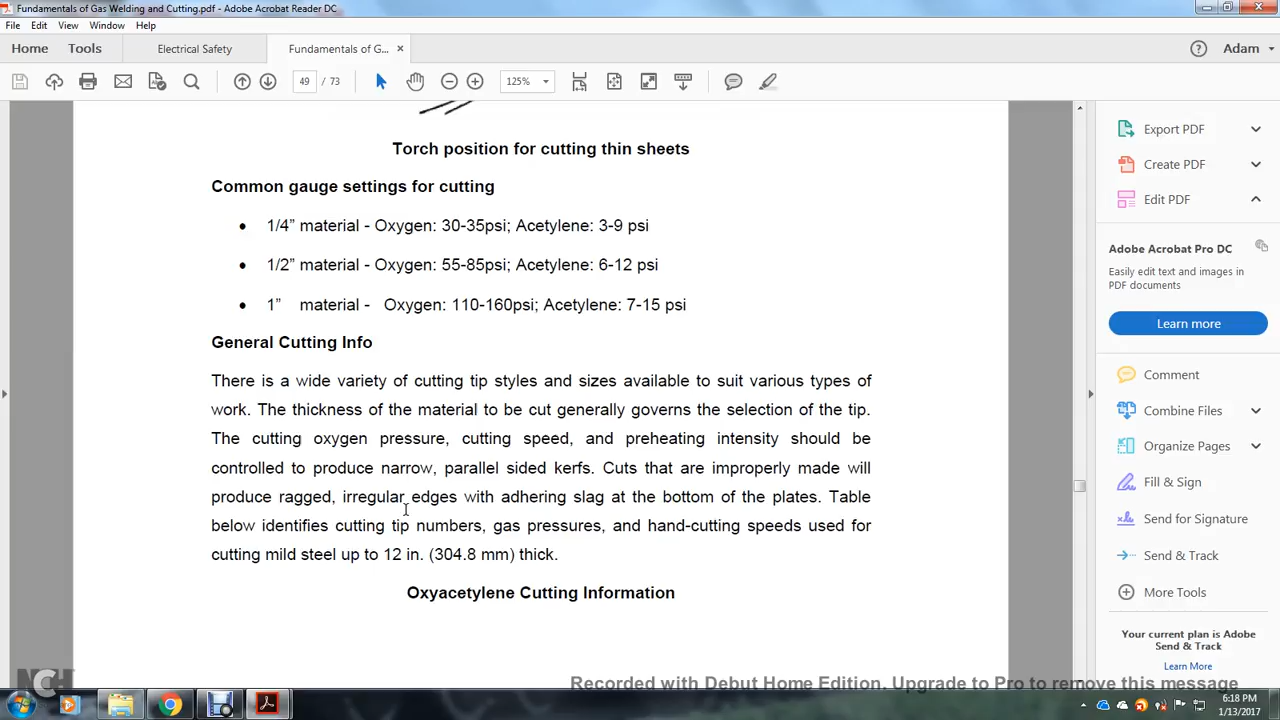 Fundamentals of Gas Welding and Cutting.pdf - Adobe Acrobat Reader DC
File Edit View Window Help
Home Tools Electrical Safety Fundamentals of G... × Adam
49 / 73 125%
Torch position for cutting thin sheets
Common gauge settings for cutting
• 1/4” material - Oxygen: 30-35psi; Acetylene: 3-9 psi
• 1/2” material - Oxygen: 55-85psi; Acetylene: 6-12 psi
• 1” material - Oxygen: 110-160psi; Acetylene: 7-15 psi
General Cutting Info
There is a wide variety of cutting tip styles and sizes available to suit various types of
work. The thickness of the material to be cut generally governs the selection of the tip.
The cutting oxygen pressure, cutting speed, and preheating intensity should be
controlled to produce narrow, parallel sided kerfs. Cuts that are improperly made will
produce ragged, irregular edges with adhering slag at the bottom of the plates. Table
below identifies cutting tip numbers, gas pressures, and hand-cutting speeds used for
cutting mild steel up to 12 in. (304.8 mm) thick.
Oxyacetylene Cutting Information
Export PDF
Create PDF
Edit PDF
Adobe Acrobat Pro DC
Easily edit text and images in
PDF documents
Learn more
Comment
Combine Files
Organize Pages
Fill & Sign
Send for Signature
Send & Track
More Tools
Your current plan is Adobe
Send & Track
Learn More
NCH
Recorded with Debut Home Edition. Upgrade to Pro to remove this message
6:18 PM
1/13/2017